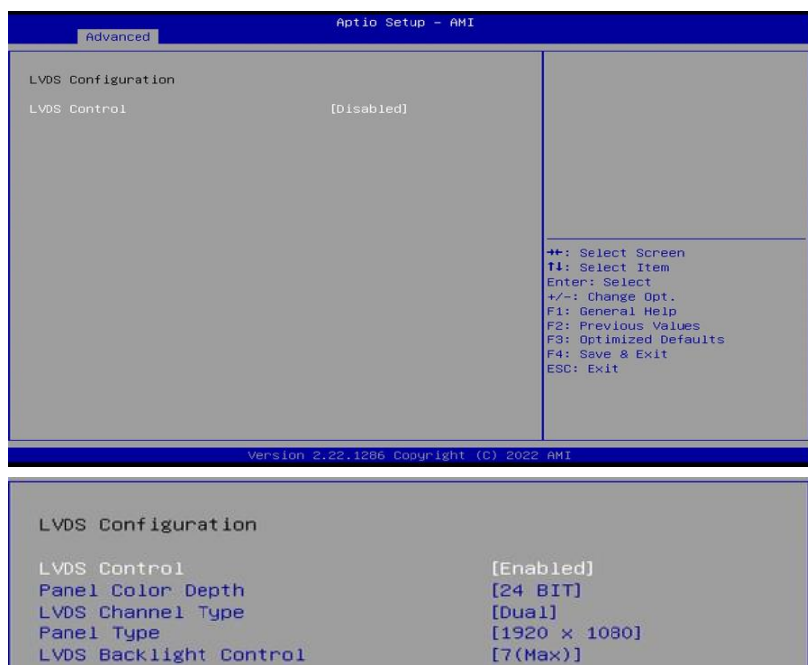 Aptio Setup – AMI
Advanced
LVDS Configuration
LVDS Control [Disabled]
→←: Select Screen
↑↓: Select Item
Enter: Select
+/-: Change Opt.
F1: General Help
F2: Previous Values
F3: Optimized Defaults
F4: Save & Exit
ESC: Exit
Version 2.22.1286 Copyright (C) 2022 AMI
LVDS Configuration
LVDS Control [Enabled]
Panel Color Depth [24 BIT]
LVDS Channel Type [Dual]
Panel Type [1920 x 1080]
LVDS Backlight Control [7(Max)]